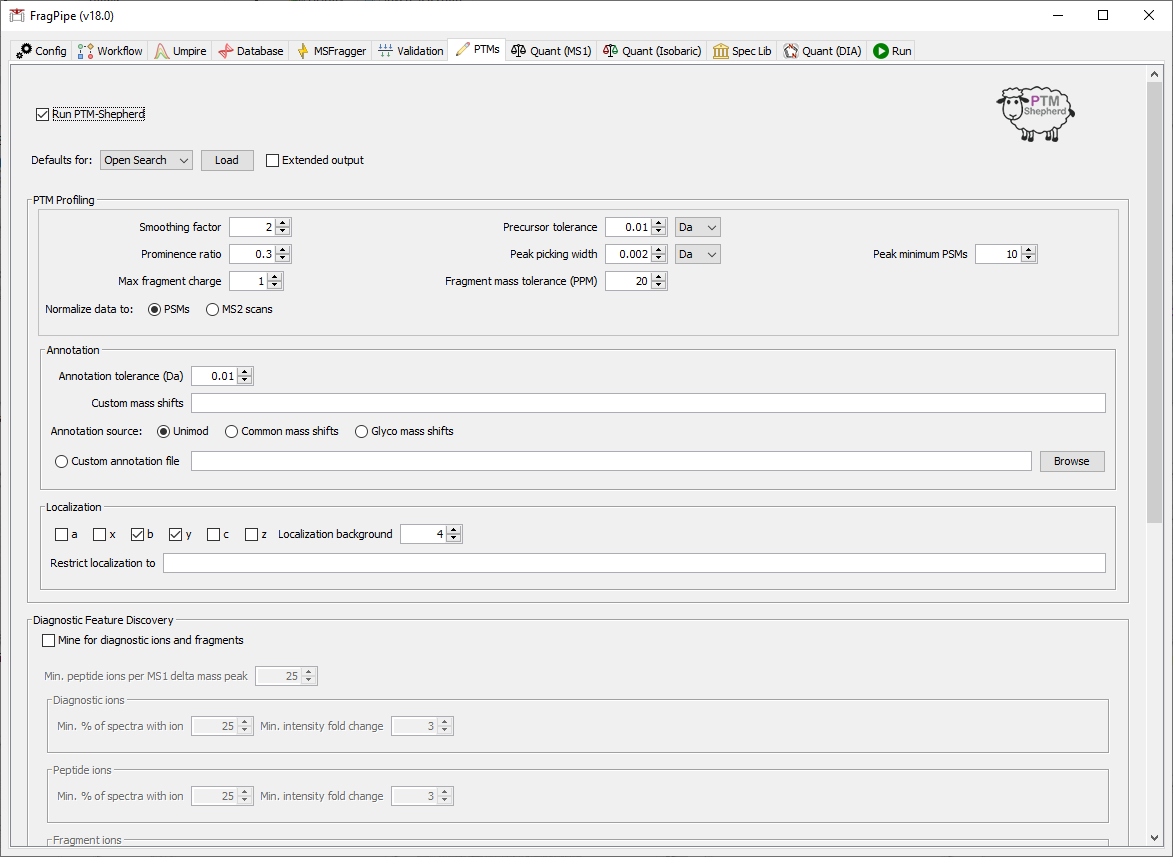 FragPipe (v18.0)
Config Workflow Umpire Database MSFragger Validation PTMs Quant (MS1) Quant (Isobaric) Spec Lib Quant (DIA) Run
Run PTM-Shepherd
PTM
Shepherd
Defaults for: Open Search Load Extended output
PTM Profiling
Smoothing factor 2 Precursor tolerance 0.01 Da
Prominence ratio 0.3 Peak picking width 0.002 Da Peak minimum PSMs 10
Max fragment charge 1 Fragment mass tolerance (PPM) 20
Normalize data to: PSMs MS2 scans
Annotation
Annotation tolerance (Da) 0.01
Custom mass shifts
Annotation source: Unimod Common mass shifts Glyco mass shifts
Custom annotation file Browse
Localization
a x b y c z Localization background 4
Restrict localization to
Diagnostic Feature Discovery
Mine for diagnostic ions and fragments
Min. peptide ions per MS1 delta mass peak 25
Diagnostic ions
Min. % of spectra with ion 25 Min. intensity fold change 3
Peptide ions
Min. % of spectra with ion 25 Min. intensity fold change 3
Fragment ions